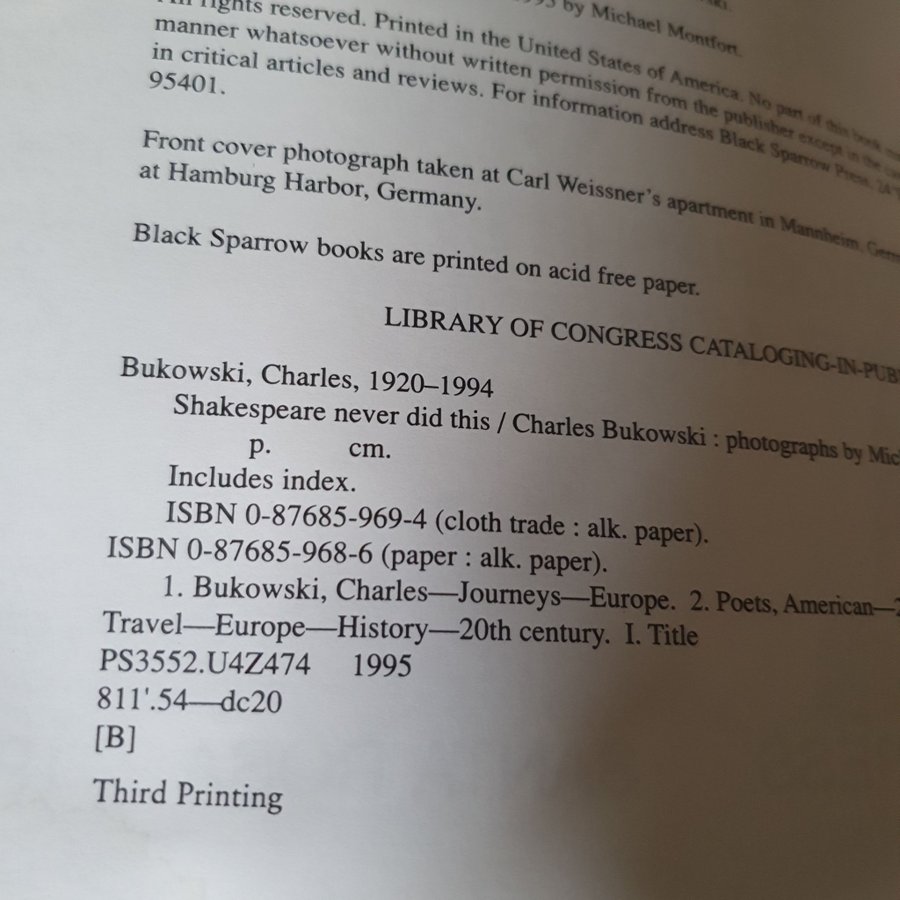 by Michael Montfort.
All rights reserved. Printed in the United States of America. No part of this book
manner whatsoever without written permission from the publisher except in the
in critical articles and reviews. For information address Black Sparrow Press, 24
95401.
Front cover photograph taken at Carl Weissner's apartment in Mannheim,
at Hamburg Harbor, Germany.
Black Sparrow books are printed on acid free paper.
LIBRARY OF CONGRESS CATALOGING-IN-PUB
Bukowski, Charles, 1920–1994
Shakespeare never did this / Charles Bukowski : photographs by Mic
p. cm.
Includes index.
ISBN 0-87685-969-4 (cloth trade : alk. paper).
ISBN 0-87685-968-6 (paper : alk. paper).
1. Bukowski, Charles—Journeys—Europe. 2. Poets, American—2
Travel—Europe—History—20th century. I. Title
PS3552.U4Z474 1995
811'.54—dc20
[B]
Third Printing